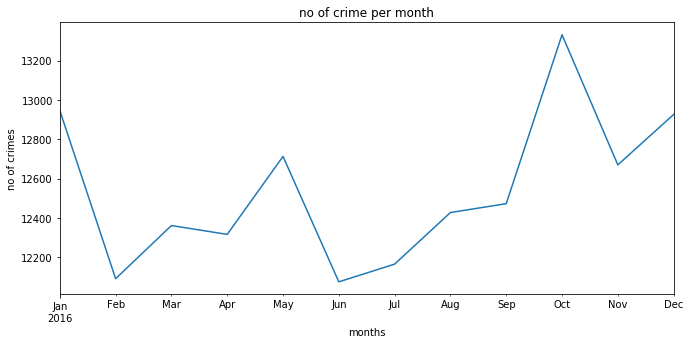 no of crime per month
13200
13000
12800
12600
12400
12200
no of crimes
Jan Feb Mar Apr May Jun Jul Aug Sep Oct Nov Dec
2016
months